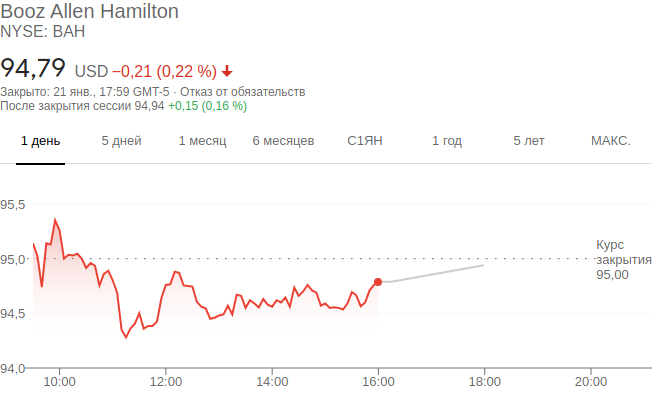 Booz Allen Hamilton
NYSE: BAH
94,79 USD −0,21 (0,22 %)
Закрыто: 21 янв., 17:59 GMT-5 · Отказ от обязательств
После закрытия сессии 94,94 +0,15 (0,16 %)
1 день 5 дней 1 месяц 6 месяцев С1ЯН 1 год 5 лет МАКС.
95,5
95,0
94,5
94,0
Курс
закрытия
95,00
10:00 12:00 14:00 16:00 18:00 20:00